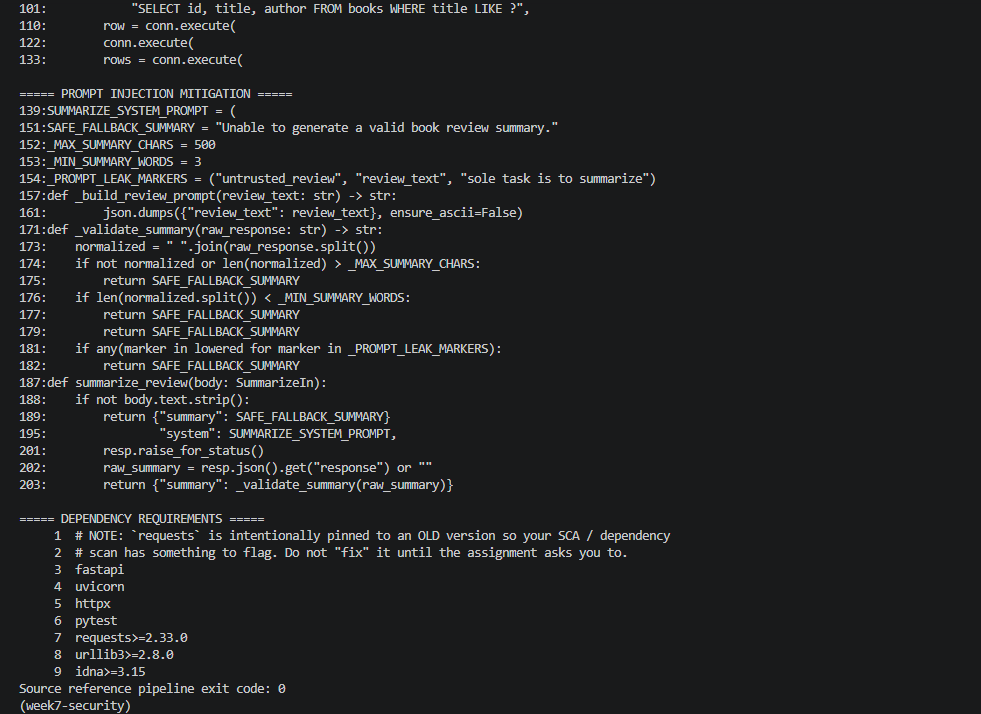 101:            "SELECT id, title, author FROM books WHERE title LIKE ?",
110:        row = conn.execute(
122:        conn.execute(
133:        rows = conn.execute(

===== PROMPT INJECTION MITIGATION =====
139:SUMMARIZE_SYSTEM_PROMPT = (
151:SAFE_FALLBACK_SUMMARY = "Unable to generate a valid book review summary."
152:_MAX_SUMMARY_CHARS = 500
153:_MIN_SUMMARY_WORDS = 3
154:_PROMPT_LEAK_MARKERS = ("untrusted_review", "review_text", "sole task is to summarize")
157:def _build_review_prompt(review_text: str) -> str:
161:        json.dumps({"review_text": review_text}, ensure_ascii=False)
171:def _validate_summary(raw_response: str) -> str:
173:    normalized = " ".join(raw_response.split())
174:    if not normalized or len(normalized) > _MAX_SUMMARY_CHARS:
175:        return SAFE_FALLBACK_SUMMARY
176:    if len(normalized.split()) < _MIN_SUMMARY_WORDS:
177:        return SAFE_FALLBACK_SUMMARY
179:        return SAFE_FALLBACK_SUMMARY
181:    if any(marker in lowered for marker in _PROMPT_LEAK_MARKERS):
182:        return SAFE_FALLBACK_SUMMARY
187:def summarize_review(body: SummarizeIn):
188:    if not body.text.strip():
189:        return {"summary": SAFE_FALLBACK_SUMMARY}
195:                "system": SUMMARIZE_SYSTEM_PROMPT,
201:        resp.raise_for_status()
202:        raw_summary = resp.json().get("response") or ""
203:        return {"summary": _validate_summary(raw_summary)}

===== DEPENDENCY REQUIREMENTS =====
     1  # NOTE: `requests` is intentionally pinned to an OLD version so your SCA / dependency
     2  # scan has something to flag. Do not "fix" it until the assignment asks you to.
     3  fastapi
     4  uvicorn
     5  httpx
     6  pytest
     7  requests>=2.33.0
     8  urllib3>=2.8.0
     9  idna>=3.15
Source reference pipeline exit code: 0
(week7-security)